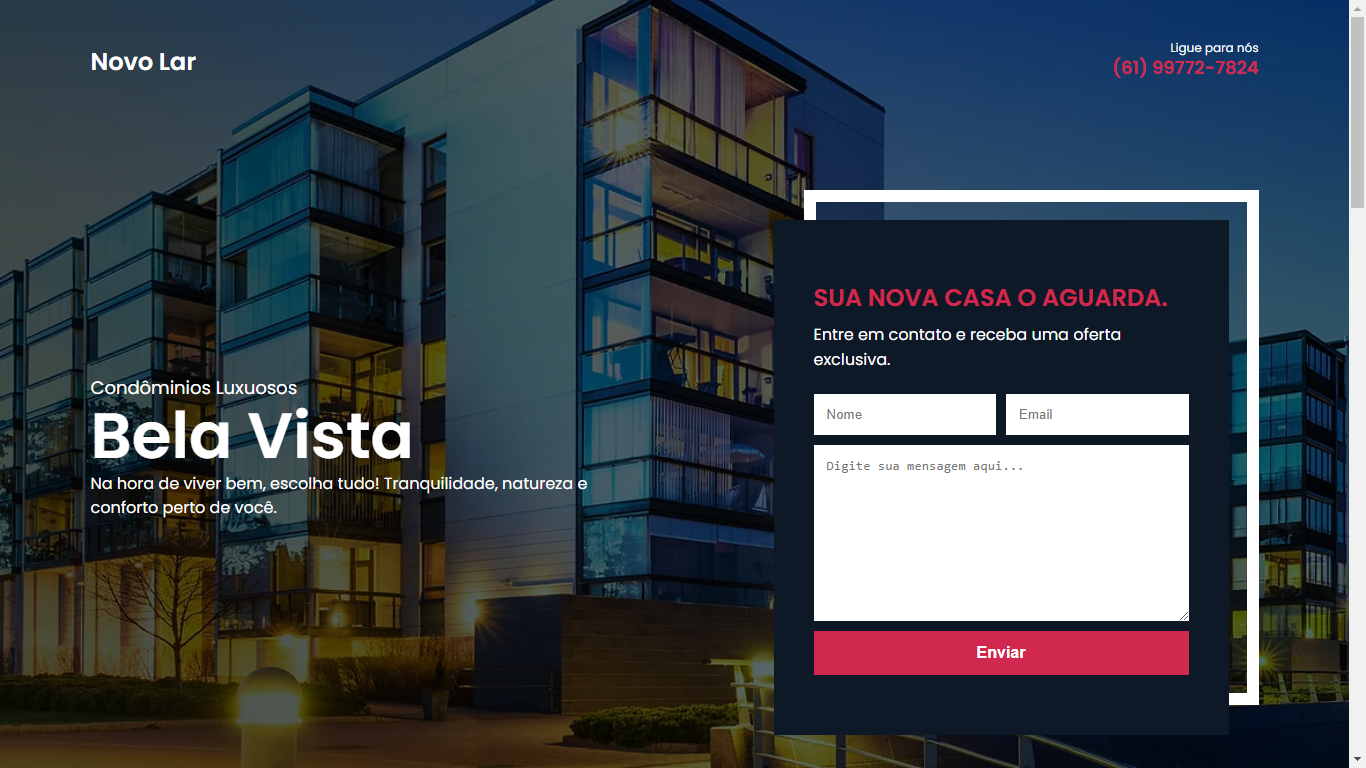 Novo Lar
Ligue para nós
(61) 99772-7824
Condôminios Luxuosos
Bela Vista
Na hora de viver bem, escolha tudo! Tranquilidade, natureza e
conforto perto de você.
SUA NOVA CASA O AGUARDA.
Entre em contato e receba uma oferta
exclusiva.
Nome
Email
Digite sua mensagem aqui...
Enviar